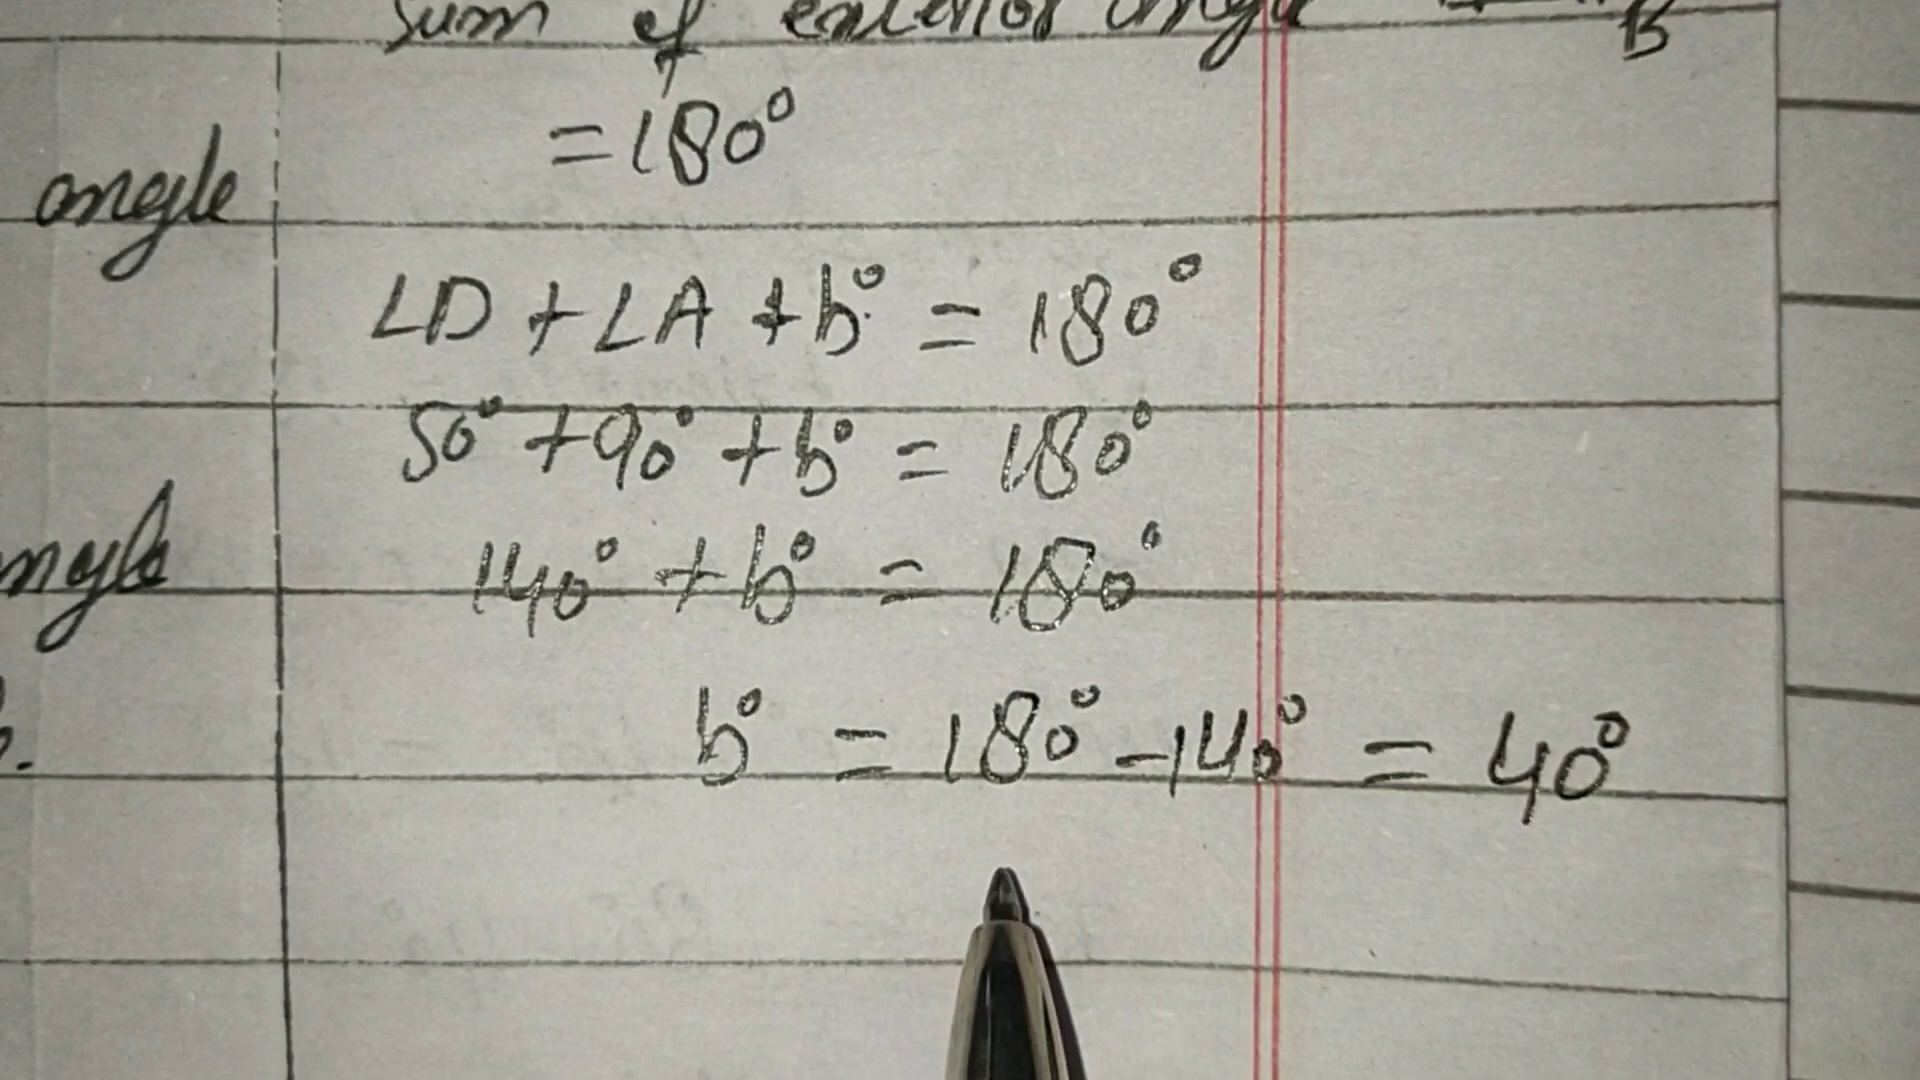 sum of exterior angle
B
= 180°
angle
∠D + ∠A + b° = 180°
50° + 90° + b° = 180°
140° + b° = 180°
b° = 180° - 140° = 40°